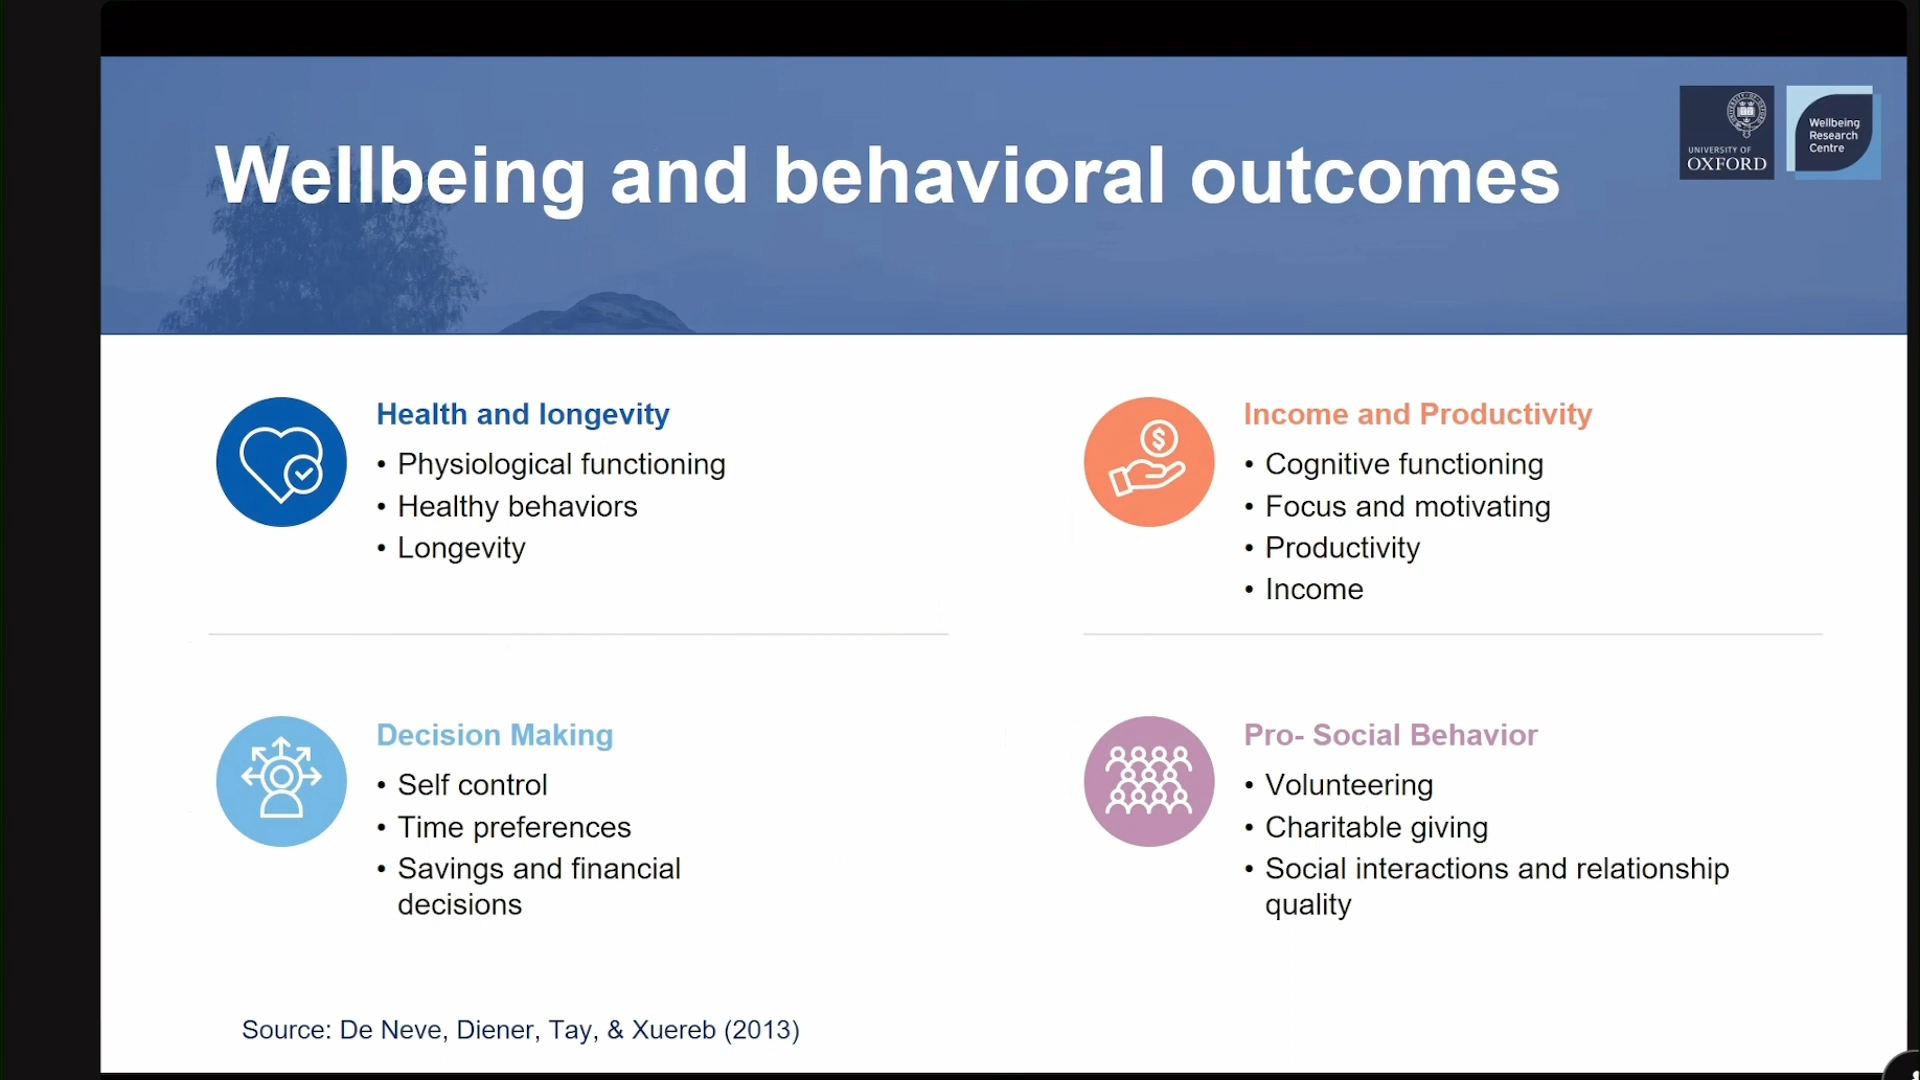 Wellbeing and behavioral outcomes
UNIVERSITY OF
OXFORD
Wellbeing
Research
Centre
Health and longevity
• Physiological functioning
• Healthy behaviors
• Longevity
Income and Productivity
• Cognitive functioning
• Focus and motivating
• Productivity
• Income
Decision Making
• Self control
• Time preferences
• Savings and financial
decisions
Pro- Social Behavior
• Volunteering
• Charitable giving
• Social interactions and relationship
quality
Source: De Neve, Diener, Tay, & Xuereb (2013)